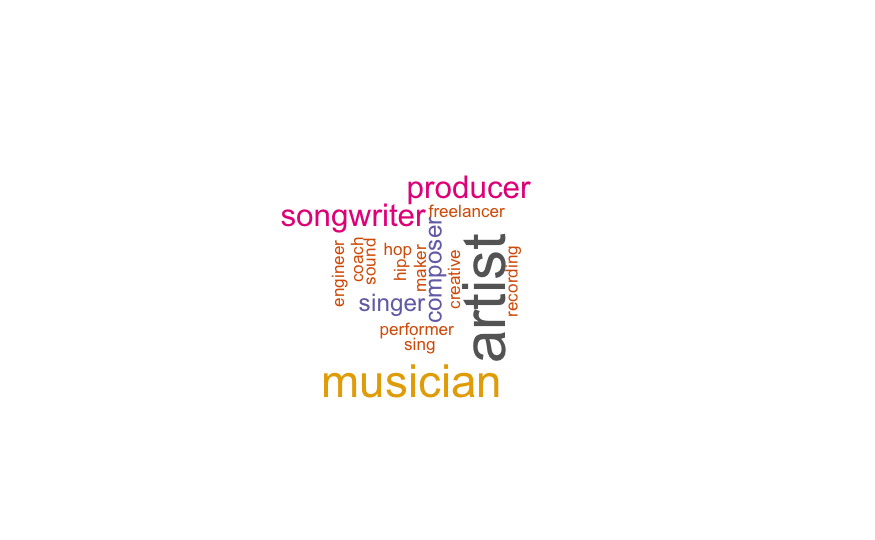 producer
songwriter
freelancer
engineer
coach
sound
hop
hip-
maker
composer
creative
artist
recording
singer
performer
sing
musician